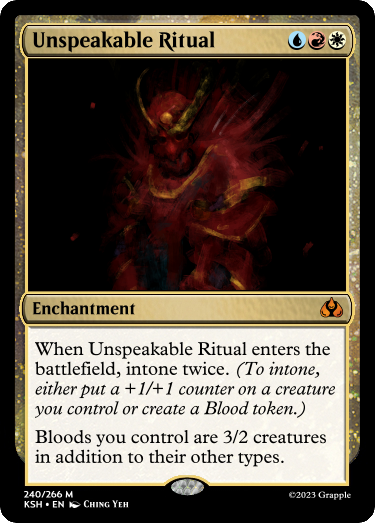 Unspeakable Ritual
Enchantment
When Unspeakable Ritual enters the
battlefield, intone twice. (To intone,
either put a +1/+1 counter on a creature
you control or create a Blood token.)
Bloods you control are 3/2 creatures
in addition to their other types.
240/266 M
KSH • EN Ching Yeh
©2023 Grapple